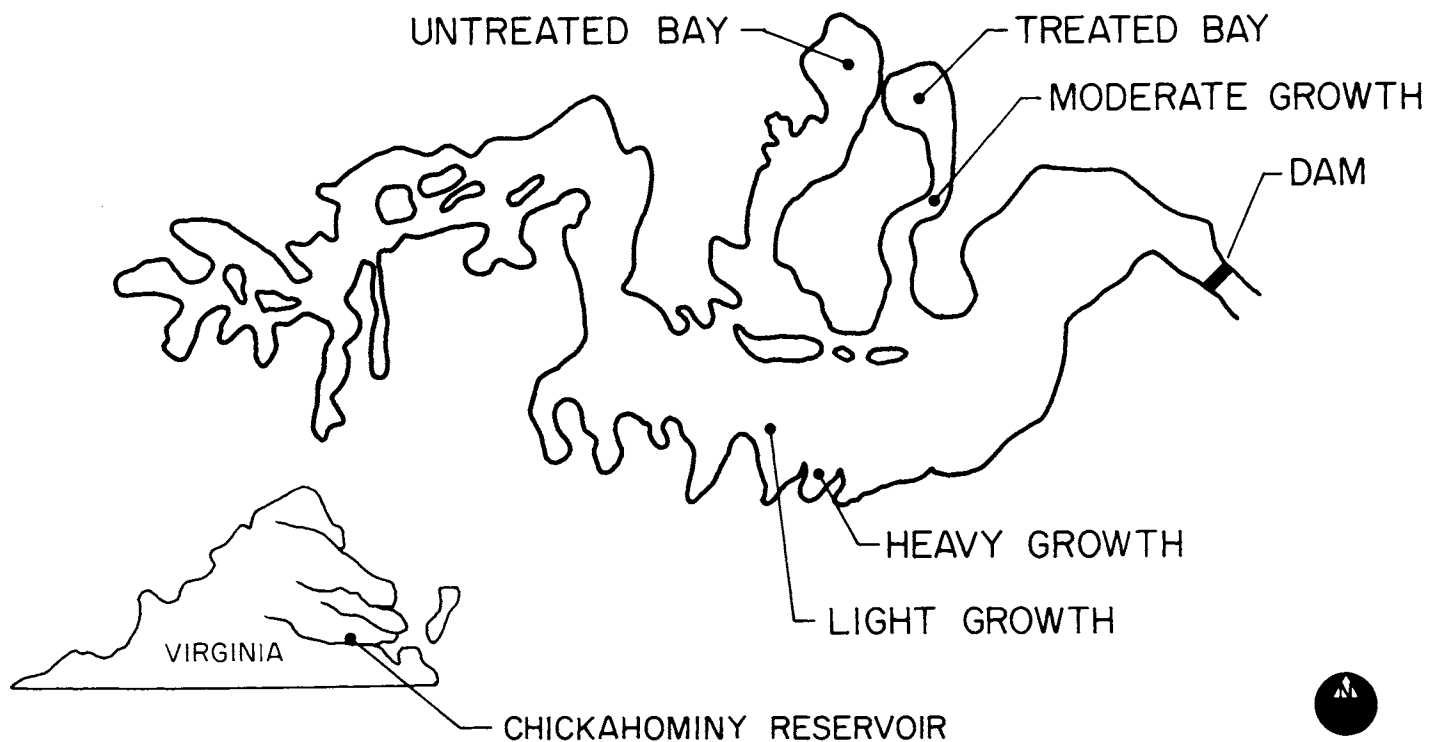 UNTREATED BAY
TREATED BAY
MODERATE GROWTH
DAM
HEAVY GROWTH
LIGHT GROWTH
VIRGINIA
CHICKAHOMINY RESERVOIR
N